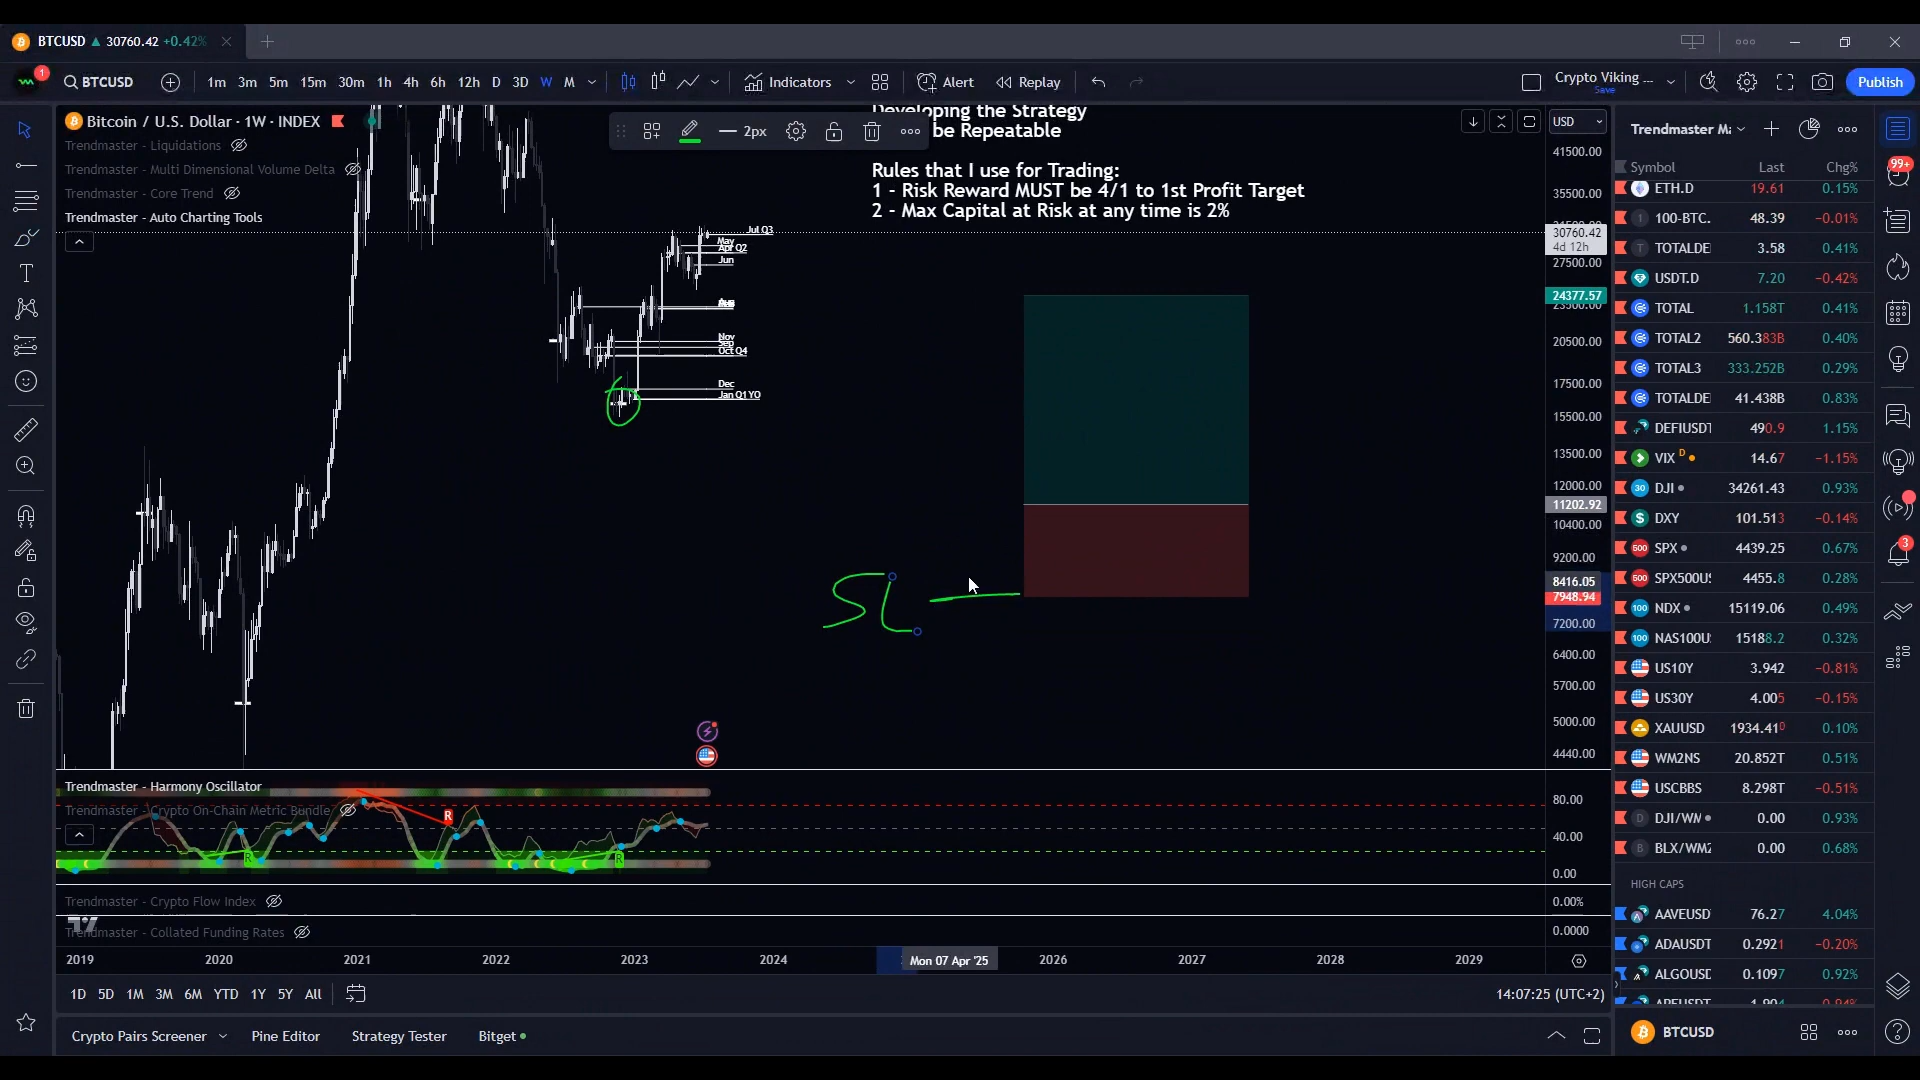 BTCUSD ▲ 30760.42 +0.42%
BTCUSD
1m 3m 5m 15m 30m 1h 4h 6h 12h D 3D W M
Indicators
Alert
Replay
Crypto Viking ...
Save
Publish
Bitcoin / U.S. Dollar · 1W · INDEX
Trendmaster - Liquidations
Trendmaster - Multi Dimensional Volume Delta
Trendmaster - Core Trend
Trendmaster - Auto Charting Tools
2px
Developing the Strategy
be Repeatable
Rules that I use for Trading:
1 - Risk Reward MUST be 4/1 to 1st Profit Target
2 - Max Capital at Risk at any time is 2%
Jul Q3
May
Apr Q2
Jun
Nov
Sep
Oct Q4
Dec
Jan Q1 YO
SL
USD
41500.00
35500.00
30760.42
4d 12h
27500.00
24377.57
23500.00
20500.00
17500.00
15500.00
13500.00
12000.00
11202.92
10400.00
9200.00
8416.05
7948.94
7200.00
6400.00
5700.00
5000.00
4440.00
Trendmaster - Harmony Oscillator
Trendmaster - Crypto On-Chain Metric Bundle
R
R
R
80.00
40.00
0.00
Trendmaster - Crypto Flow Index
0.00%
Trendmaster - Collated Funding Rates
0.0000
2019 2020 2021 2022 2023 2024 Mon 07 Apr '25 2026 2027 2028 2029
1D 5D 1M 3M 6M YTD 1Y 5Y All
14:07:25 (UTC+2)
Crypto Pairs Screener Pine Editor Strategy Tester Bitget
Trendmaster Ma
Symbol Last Chg%
ETH.D 19.61 0.15%
100-BTC. 48.39 −0.01%
TOTALDE 3.58 0.41%
USDT.D 7.20 −0.42%
TOTAL 1.158T 0.41%
TOTAL2 560.383B 0.40%
TOTAL3 333.252B 0.29%
TOTALDE 41.438B 0.83%
DEFIUSDT 490.9 1.15%
VIX D 14.67 −1.15%
DJI 34261.43 0.93%
DXY 101.513 −0.14%
SPX 4439.25 0.67%
SPX500U 4455.8 0.28%
NDX 15119.06 0.49%
NAS100U 15188.2 0.32%
US10Y 3.942 −0.81%
US30Y 4.005 −0.15%
XAUUSD 1934.410 0.10%
WM2NS 20.852T 0.51%
USCBBS 8.298T −0.51%
DJI/WM 0.00 0.93%
BLX/WM2 0.00 0.68%
HIGH CAPS
AAVEUSD 76.27 4.04%
ADAUSDT 0.2921 −0.20%
ALGOUSD 0.1097 0.92%
BTCUSD
99+
3
1